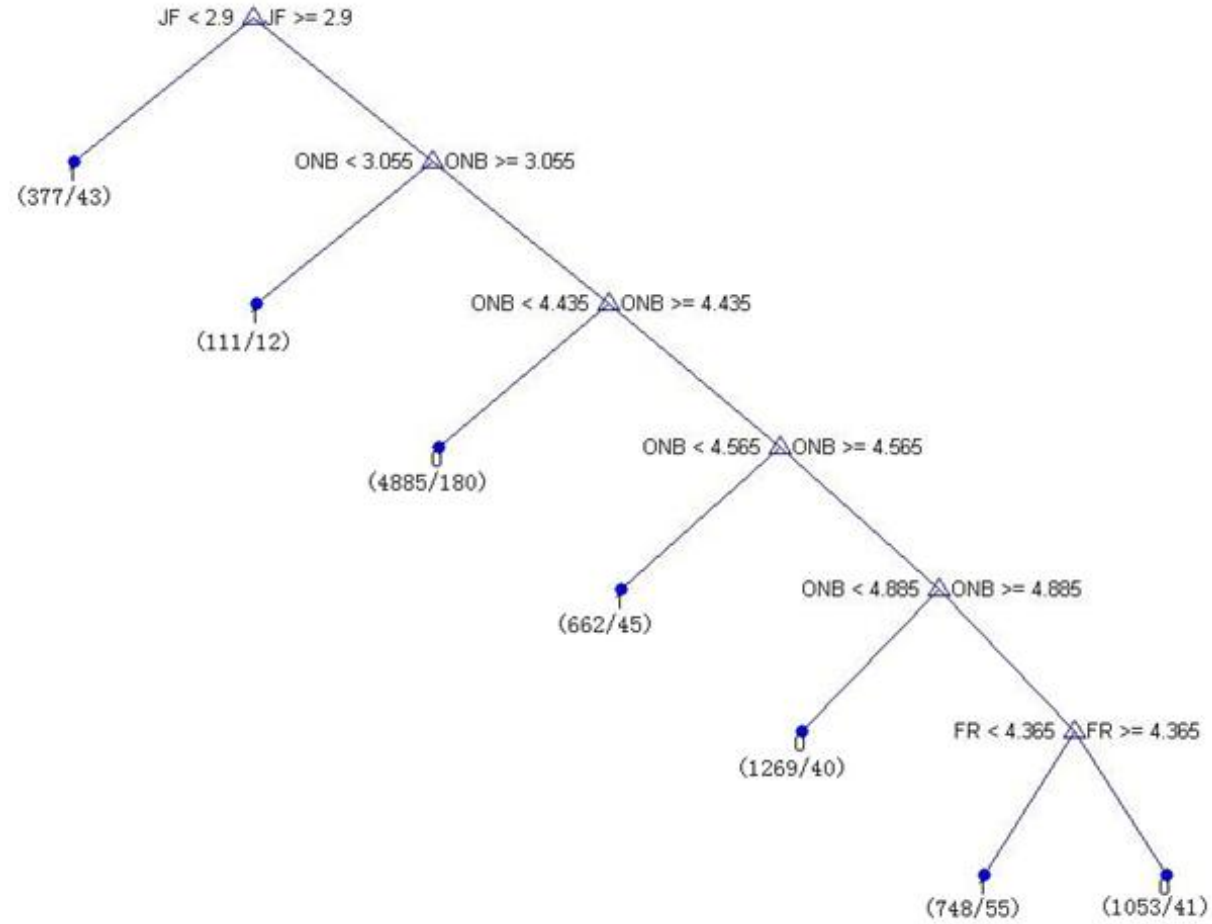 JF < 2.9 JF >= 2.9
(377/43)
ONB < 3.055 ONB >= 3.055
(111/12)
ONB < 4.435 ONB >= 4.435
0
(4885/180)
ONB < 4.565 ONB >= 4.565
(662/45)
ONB < 4.885 ONB >= 4.885
0
(1269/40)
FR < 4.365 FR >= 4.365
(748/55)
0
(1053/41)